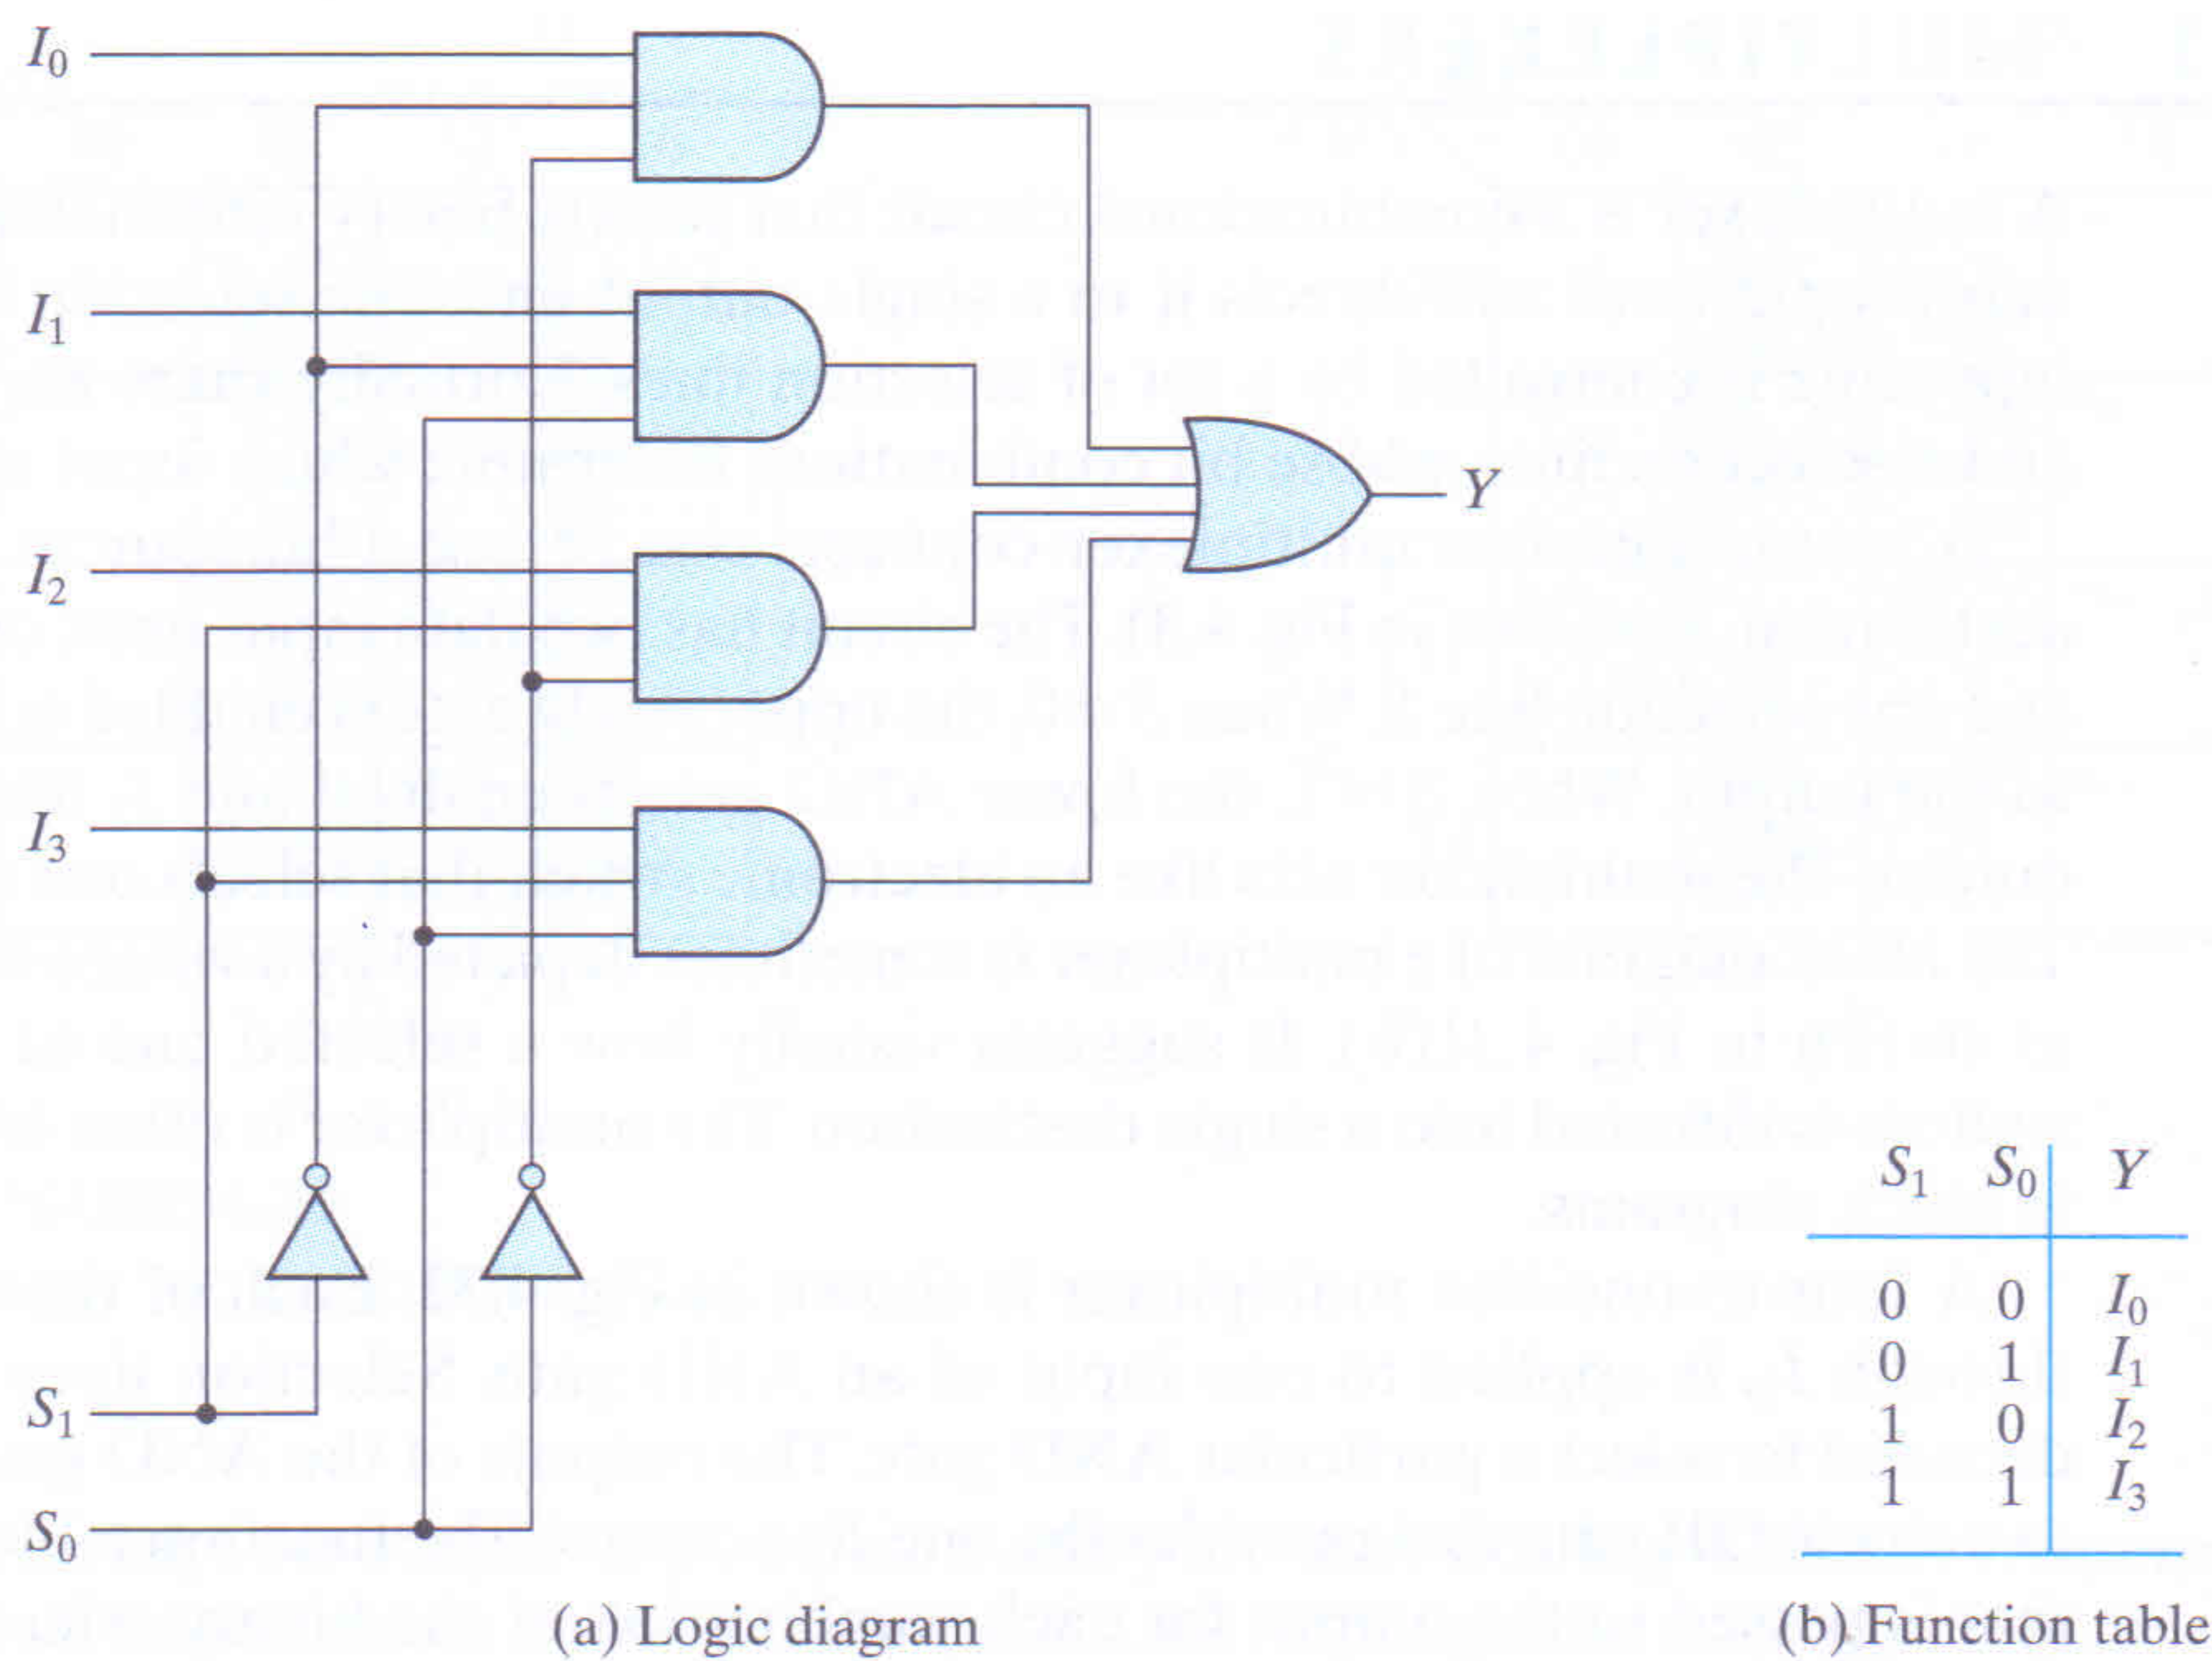 I₀
I₁
I₂
I₃
Y
S₁
S₀
(a) Logic diagram
S₁ S₀ Y
0 0 I₀
0 1 I₁
1 0 I₂
1 1 I₃
(b) Function table